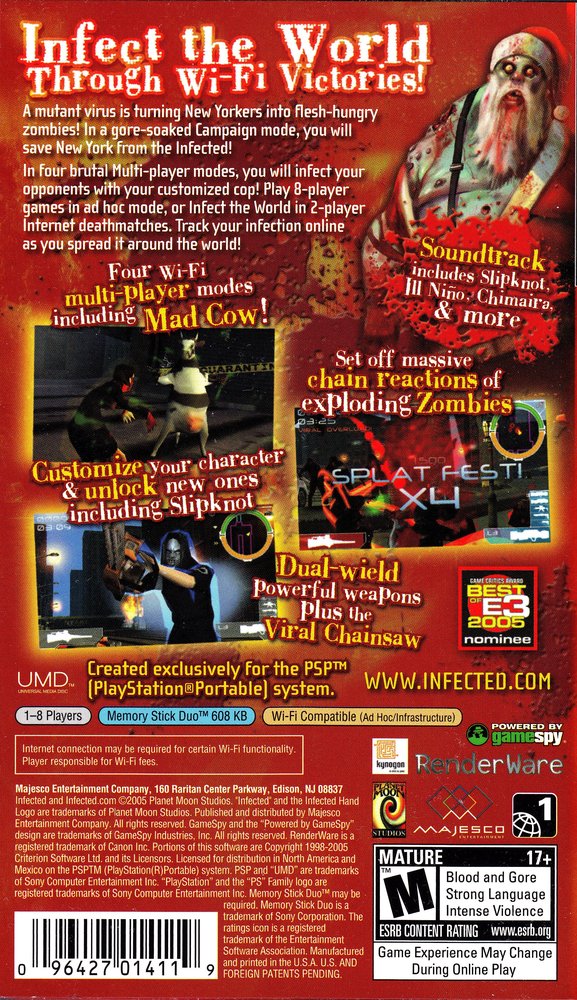 Infect the World
Through Wi-Fi Victories!
A mutant virus is turning New Yorkers into flesh-hungry
zombies! In a gore-soaked Campaign mode, you will
save New York from the Infected!
In four brutal Multi-player modes, you will infect your
opponents with your customized cop! Play 8-player
games in ad hoc mode, or Infect the World in 2-player
Internet deathmatches. Track your infection online
as you spread it around the world!
Soundtrack
includes Slipknot,
Ill Niño, Chimaira,
& more
Four Wi-Fi
multi-player modes
including Mad Cow!
QUARANTIN
Set off massive
chain reactions of
exploding Zombies
03:25
VIRAL OVERLOAD
1500
SPLAT FEST!
X4
Customize your character
& unlock new ones
including Slipknot
03:09
Dual-wield
powerful weapons
plus the
Viral Chainsaw
GAME CRITICS AWARD
BEST
OF E3
2005
nominee
UMD™
UNIVERSAL MEDIA DISC
Created exclusively for the PSP™
(PlayStation®Portable) system.
WWW.INFECTED.COM
1–8 Players
Memory Stick Duo™ 608 KB
Wi-Fi Compatible (Ad Hoc/Infrastructure)
POWERED BY
gamespy.
Internet connection may be required for certain Wi-Fi functionality.
Player responsible for Wi-Fi fees.
kynogon
RenderWare
Majesco Entertainment Company, 160 Raritan Center Parkway, Edison, NJ 08837
Infected and Infected.com ©2005 Planet Moon Studios. "Infected" and the Infected Hand
Logo are trademarks of Planet Moon Studios. Published and distributed by Majesco
Entertainment Company. All rights reserved. GameSpy and the "Powered by GameSpy"
design are trademarks of GameSpy Industries, Inc. All rights reserved. RenderWare is a
registered trademark of Canon Inc. Portions of this software are Copyright 1998-2005
Criterion Software Ltd. and its Licensors. Licensed for distribution in North America and
Mexico on the PSPTM (PlayStation(R)Portable) system. PSP and "UMD" are trademarks
of Sony Computer Entertainment Inc. "PlayStation" and the "PS" Family logo are
registered trademarks of Sony Computer Entertainment Inc. Memory Stick Duo™ may be
required. Memory Stick Duo is a
trademark of Sony Corporation. The
ratings icon is a registered
trademark of the Entertainment
Software Association. Manufactured
and printed in the U.S.A. U.S. AND
FOREIGN PATENTS PENDING.
PLANET
MOON
STUDIOS
MAJESCO
ENTERTAINMENT
1
MATURE 17+
M
Blood and Gore
Strong Language
Intense Violence
ESRB CONTENT RATING www.esrb.org
Game Experience May Change
During Online Play
0 96427 01411 9